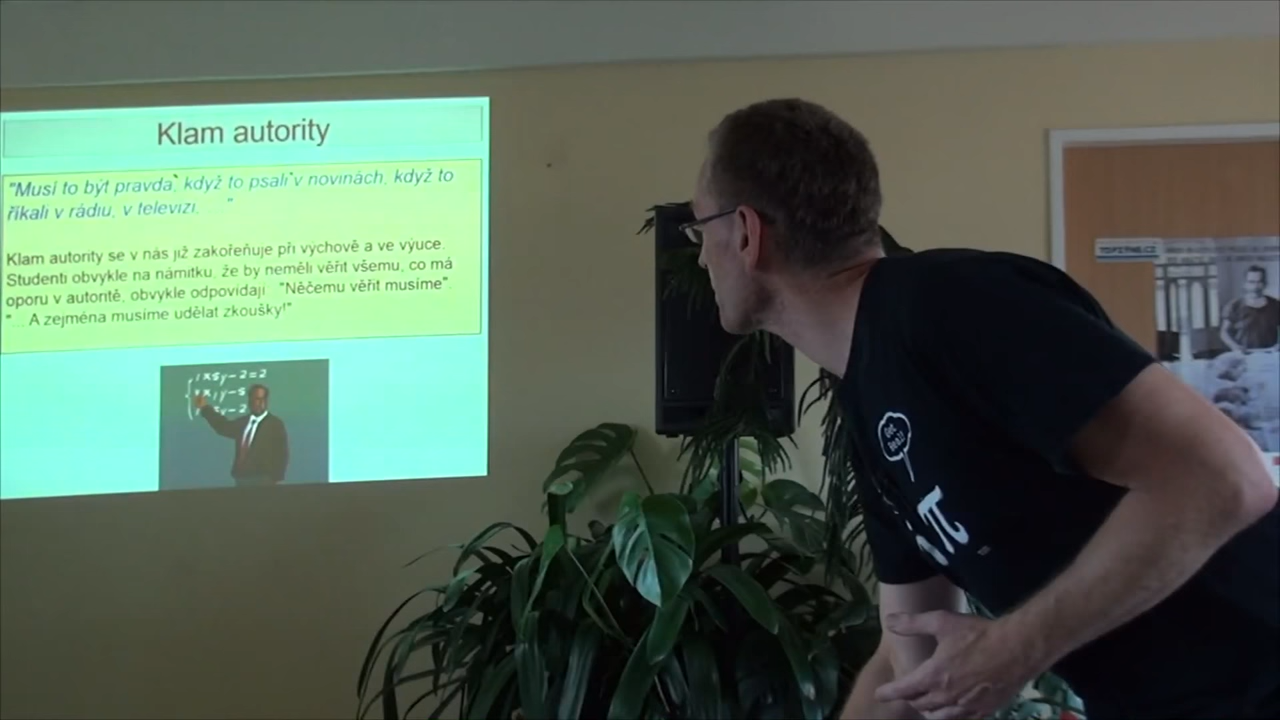 Klam autority
"Musí to být pravda, když to psali v novinách, když to
říkali v rádiu, v televizi. "
Klam autority se v nás již zakořeňuje při výchově a ve výuce.
Studenti obvykle na námitku, že by neměli věřit všemu, co má
oporu v autoritě, obvykle odpovídají "Něčemu věřit musíme".
"... A zejména musíme udělat zkoušky!"
Get
Real!
π